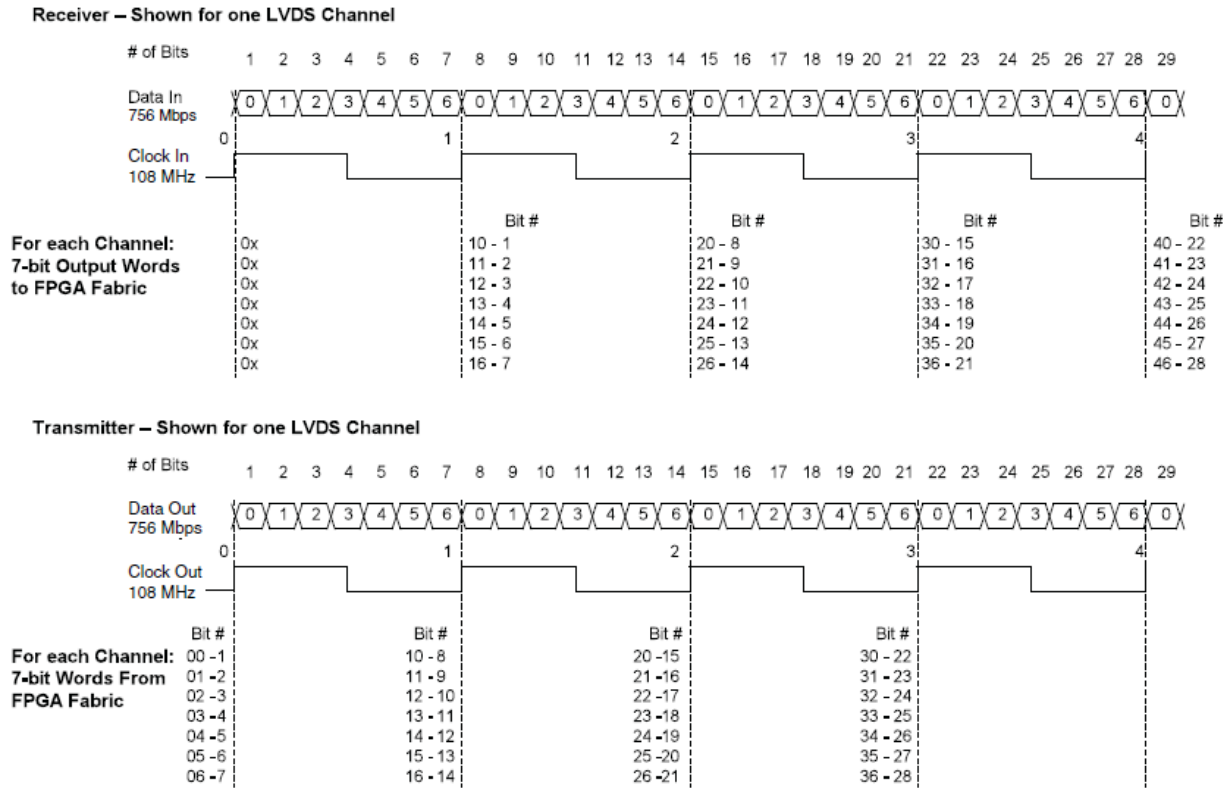 Receiver – Shown for one LVDS Channel
# of Bits 1 2 3 4 5 6 7 8 9 10 11 12 13 14 15 16 17 18 19 20 21 22 23 24 25 26 27 28 29
Data In 0 1 2 3 4 5 6 0 1 2 3 4 5 6 0 1 2 3 4 5 6 0 1 2 3 4 5 6 0
756 Mbps
0 1 2 3 4
Clock In
108 MHz
Bit # Bit # Bit # Bit #
For each Channel: 0x 10 - 1 20 - 8 30 - 15 40 - 22
7-bit Output Words 0x 11 - 2 21 - 9 31 - 16 41 - 23
to FPGA Fabric 0x 12 - 3 22 - 10 32 - 17 42 - 24
0x 13 - 4 23 - 11 33 - 18 43 - 25
0x 14 - 5 24 - 12 34 - 19 44 - 26
0x 15 - 6 25 - 13 35 - 20 45 - 27
0x 16 - 7 26 - 14 36 - 21 46 - 28
Transmitter – Shown for one LVDS Channel
# of Bits 1 2 3 4 5 6 7 8 9 10 11 12 13 14 15 16 17 18 19 20 21 22 23 24 25 26 27 28 29
Data Out 0 1 2 3 4 5 6 0 1 2 3 4 5 6 0 1 2 3 4 5 6 0 1 2 3 4 5 6 0
756 Mbps
0 1 2 3 4
Clock Out
108 MHz
Bit # Bit # Bit # Bit #
For each Channel: 00 -1 10 - 8 20 -15 30 - 22
7-bit Words From 01 -2 11 -9 21 -16 31 - 23
FPGA Fabric 02 -3 12 - 10 22 -17 32 - 24
03 -4 13 - 11 23 -18 33 - 25
04 -5 14 - 12 24 -19 34 - 26
05 -6 15 - 13 25 -20 35 - 27
06 -7 16 - 14 26 -21 36 - 28